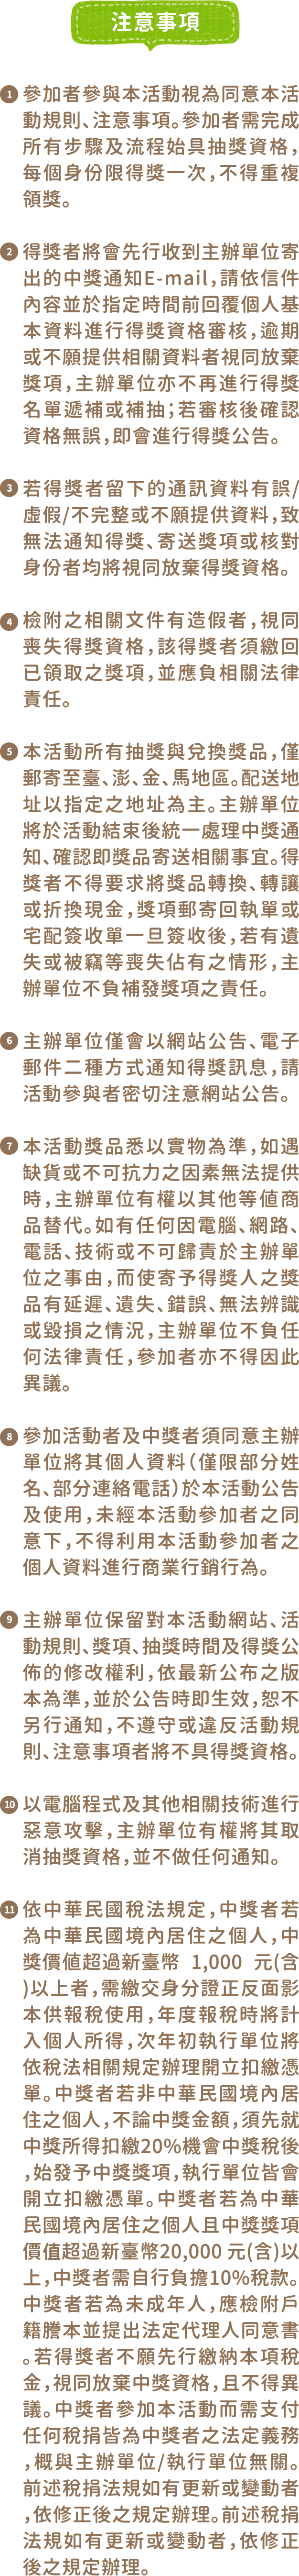 注意事項
1 參加者參與本活動視為同意本活
動規則、注意事項。參加者需完成
所有步驟及流程始具抽獎資格，
每個身份限得獎一次，不得重複
領獎。
2 得獎者將會先行收到主辦單位寄
出的中獎通知E-mail，請依信件
內容並於指定時間前回覆個人基
本資料進行得獎資格審核，逾期
或不願提供相關資料者視同放棄
獎項，主辦單位亦不再進行得獎
名單遞補或補抽；若審核後確認
資格無誤，即會進行得獎公告。
3 若得獎者留下的通訊資料有誤/
虛假/不完整或不願提供資料，致
無法通知得獎、寄送獎項或核對
身份者均將視同放棄得獎資格。
4 檢附之相關文件有造假者，視同
喪失得獎資格，該得獎者須繳回
已領取之獎項，並應負相關法律
責任。
5 本活動所有抽獎與兌換獎品，僅
郵寄至臺、澎、金、馬地區。配送地
址以指定之地址為主。主辦單位
將於活動結束後統一處理中獎通
知、確認即獎品寄送相關事宜。得
獎者不得要求將獎品轉換、轉讓
或折換現金，獎項郵寄回執單或
宅配簽收單一旦簽收後，若有遺
失或被竊等喪失佔有之情形，主
辦單位不負補發獎項之責任。
6 主辦單位僅會以網站公告、電子
郵件二種方式通知得獎訊息，請
活動參與者密切注意網站公告。
7 本活動獎品悉以實物為準，如遇
缺貨或不可抗力之因素無法提供
時，主辦單位有權以其他等值商
品替代。如有任何因電腦、網路、
電話、技術或不可歸責於主辦單
位之事由，而使寄予得獎人之獎
品有延遲、遺失、錯誤、無法辨識
或毀損之情況，主辦單位不負任
何法律責任，參加者亦不得因此
異議。
8 參加活動者及中獎者須同意主辦
單位將其個人資料（僅限部分姓
名、部分連絡電話）於本活動公告
及使用，未經本活動參加者之同
意下，不得利用本活動參加者之
個人資料進行商業行銷行為。
9 主辦單位保留對本活動網站、活
動規則、獎項、抽獎時間及得獎公
佈的修改權利，依最新公布之版
本為準，並於公告時即生效，恕不
另行通知，不遵守或違反活動規
則、注意事項者將不具得獎資格。
10 以電腦程式及其他相關技術進行
惡意攻擊，主辦單位有權將其取
消抽獎資格，並不做任何通知。
11 依中華民國稅法規定，中獎者若
為中華民國境內居住之個人，中
獎價值超過新臺幣 1,000 元(含
)以上者，需繳交身分證正反面影
本供報稅使用，年度報稅時將計
入個人所得，次年初執行單位將
依稅法相關規定辦理開立扣繳憑
單。中獎者若非中華民國境內居
住之個人，不論中獎金額，須先就
中獎所得扣繳20%機會中獎稅後
，始發予中獎獎項，執行單位皆會
開立扣繳憑單。中獎者若為中華
民國境內居住之個人且中獎獎項
價值超過新臺幣20,000 元(含)以
上，中獎者需自行負擔10%稅款。
中獎者若為未成年人，應檢附戶
籍謄本並提出法定代理人同意書
。若得獎者不願先行繳納本項稅
金，視同放棄中獎資格，且不得異
議。中獎者參加本活動而需支付
任何稅捐皆為中獎者之法定義務
，概與主辦單位/執行單位無關。
前述稅捐法規如有更新或變動者
，依修正後之規定辦理。前述稅捐
法規如有更新或變動者，依修正
後之規定辦理。